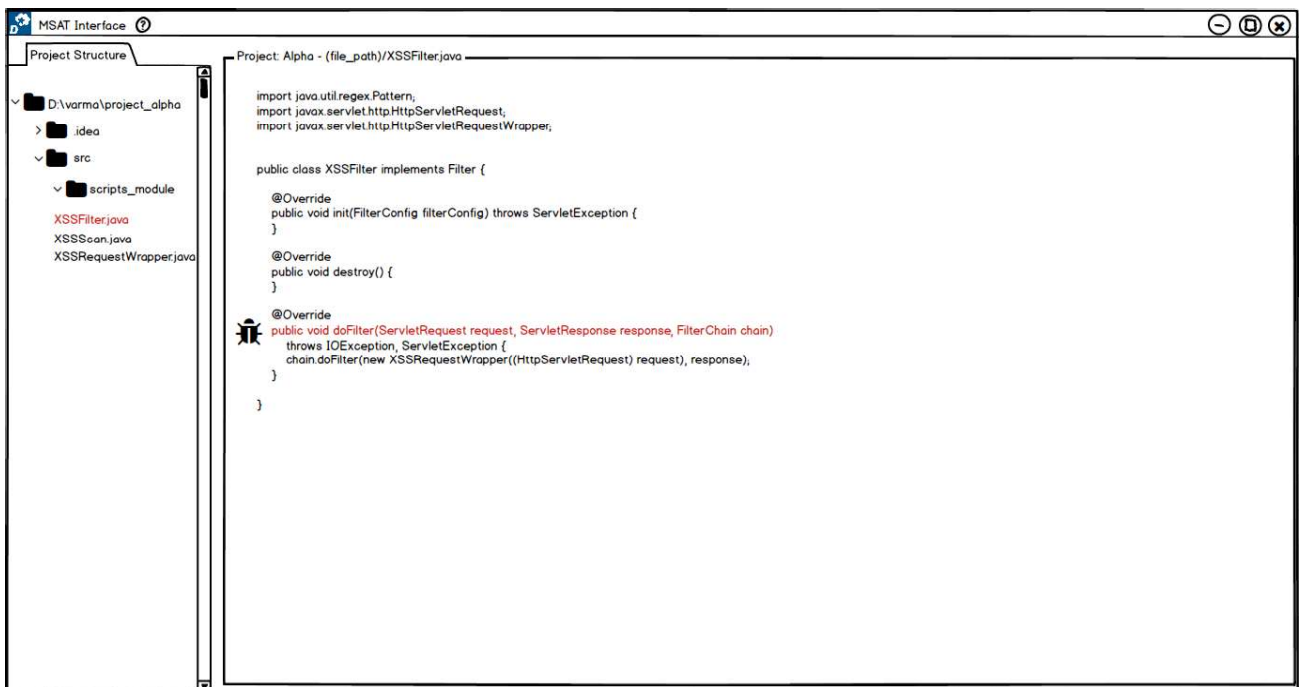 MSAT Interface ?
Project Structure
D:\varma\project_alpha
.idea
src
scripts_module
XSSFilter.java
XSSScan.java
XSSRequestWrapper.java
Project: Alpha - (file_path)/XSSFilter.java
import java.util.regex.Pattern;
import javax.servlet.http.HttpServletRequest;
import javax.servlet.http.HttpServletRequestWrapper;
public class XSSFilter implements Filter {
@Override
public void init(FilterConfig filterConfig) throws ServletException {
}
@Override
public void destroy() {
}
@Override
public void doFilter(ServletRequest request, ServletResponse response, FilterChain chain)
throws IOException, ServletException {
chain.doFilter(new XSSRequestWrapper((HttpServletRequest) request), response);
}
}